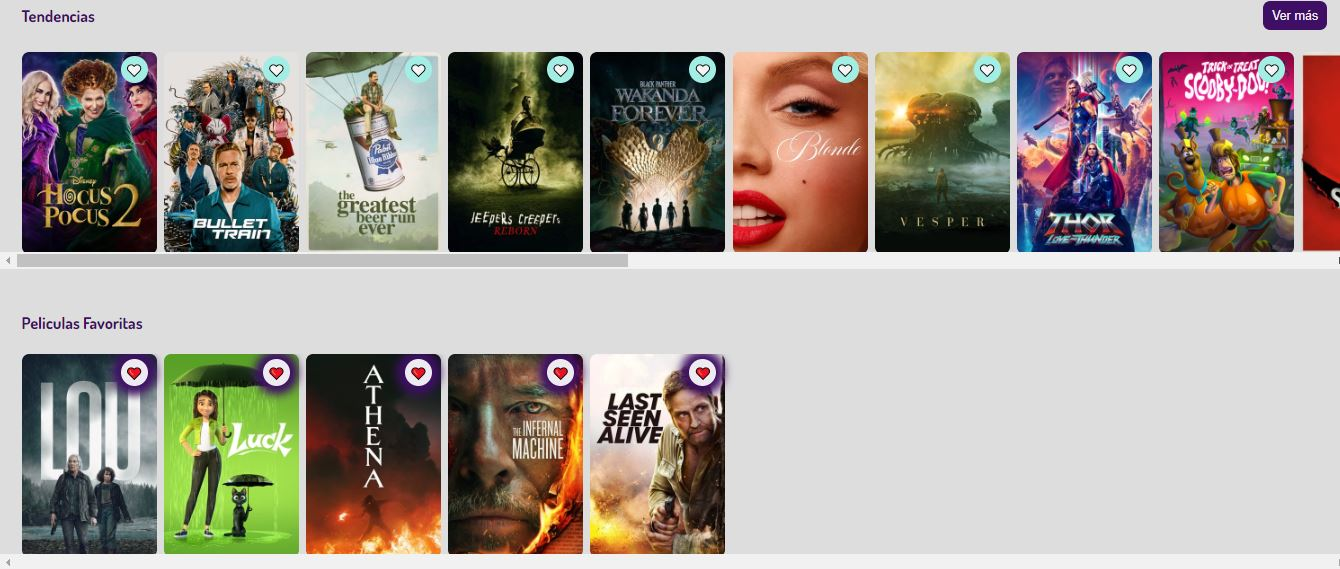 Tendencias
Ver más
Disney
HOCUS
POCUS 2
BULLET
TRAIN
Pabst
Blue Ribbon
the
greatest
beer run
ever
JEEPERS CREEPERS
REBORN
BLACK PANTHER
WAKANDA
FOREVER
Blonde
VESPER
THOR
LOVE AND THUNDER
TRICK OR TREAT
SCOOBY-DOO!
Peliculas Favoritas
LOU
Luck
ATHENA
THE INFERNAL
MACHINE
LAST
SEEN
ALIVE